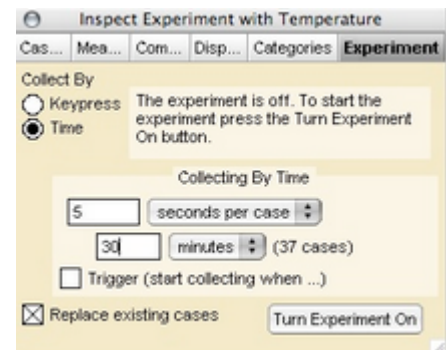 Inspect Experiment with Temperature
Cas... Mea... Com... Disp... Categories Experiment
Collect By
Keypress
Time
The experiment is off. To start the
experiment press the Turn Experiment
On button.
Collecting By Time
5 seconds per case
30 minutes (37 cases)
Trigger (start collecting when ...)
Replace existing cases
Turn Experiment On